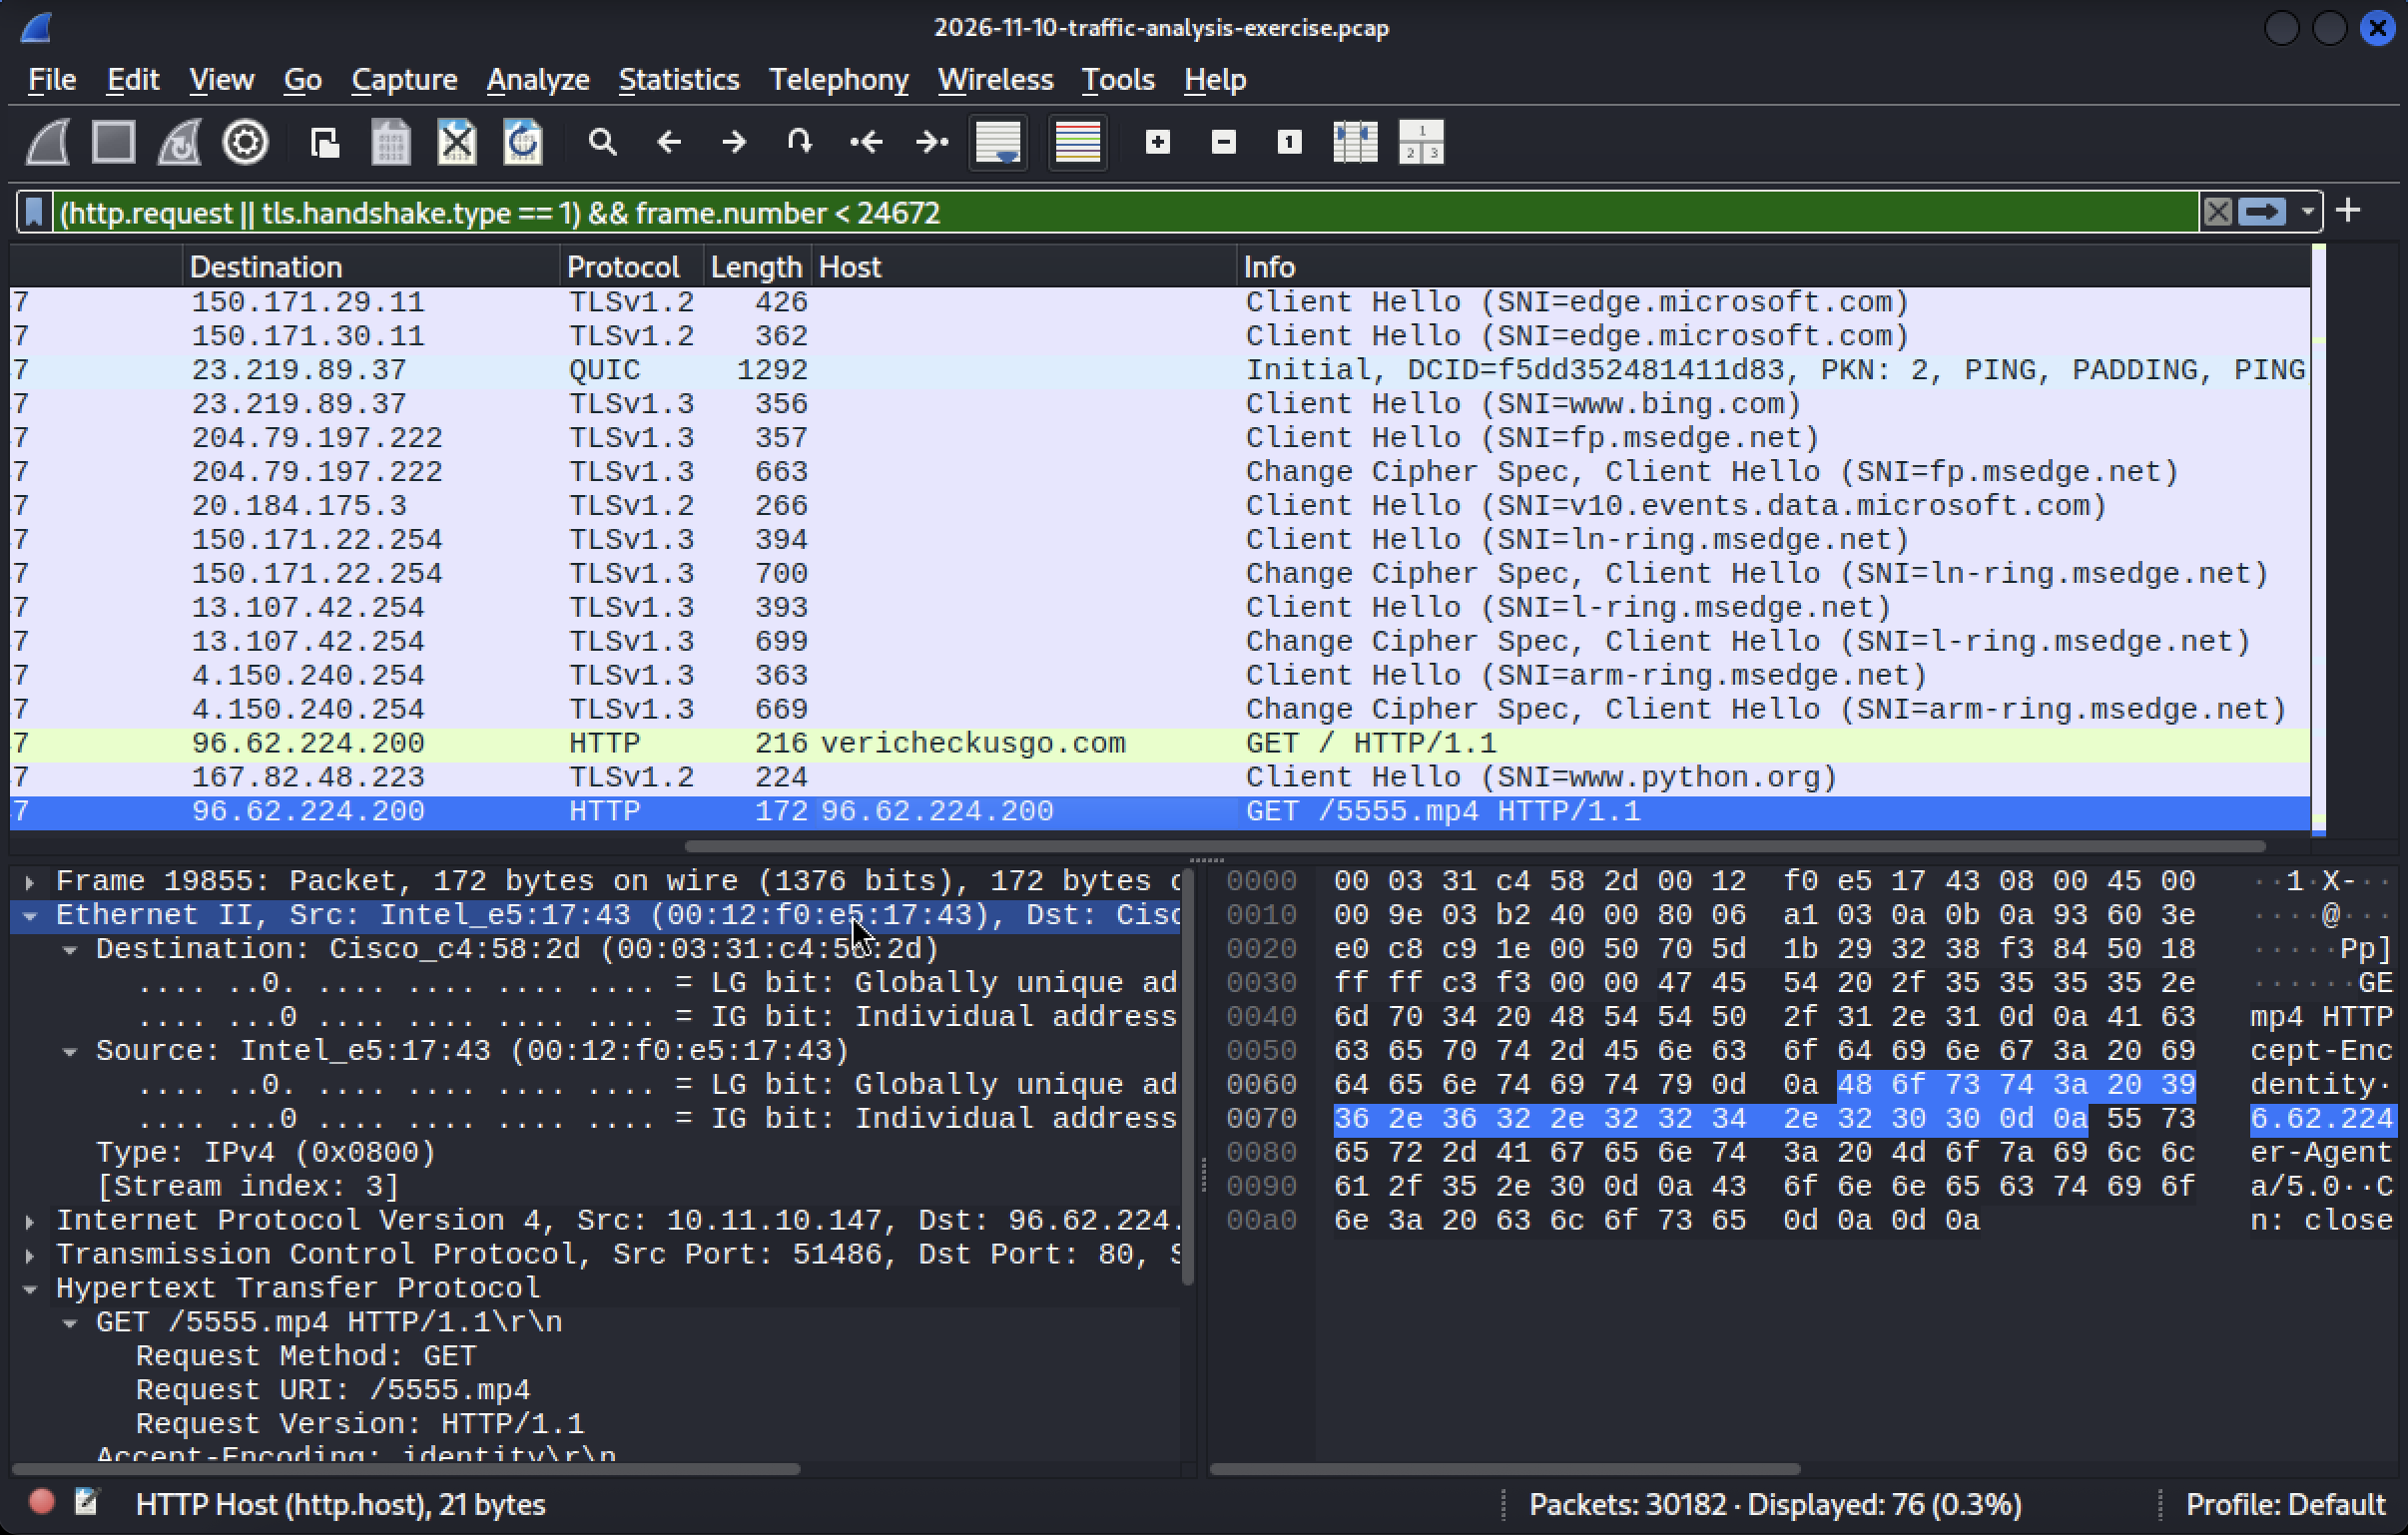 2026-11-10-traffic-analysis-exercise.pcap
File Edit View Go Capture Analyze Statistics Telephony Wireless Tools Help
(http.request || tls.handshake.type == 1) && frame.number < 24672
Destination Protocol Length Host Info
7 150.171.29.11 TLSv1.2 426 Client Hello (SNI=edge.microsoft.com)
7 150.171.30.11 TLSv1.2 362 Client Hello (SNI=edge.microsoft.com)
7 23.219.89.37 QUIC 1292 Initial, DCID=f5dd352481411d83, PKN: 2, PING, PADDING, PING
7 23.219.89.37 TLSv1.3 356 Client Hello (SNI=www.bing.com)
7 204.79.197.222 TLSv1.3 357 Client Hello (SNI=fp.msedge.net)
7 204.79.197.222 TLSv1.3 663 Change Cipher Spec, Client Hello (SNI=fp.msedge.net)
7 20.184.175.3 TLSv1.2 266 Client Hello (SNI=v10.events.data.microsoft.com)
7 150.171.22.254 TLSv1.3 394 Client Hello (SNI=ln-ring.msedge.net)
7 150.171.22.254 TLSv1.3 700 Change Cipher Spec, Client Hello (SNI=ln-ring.msedge.net)
7 13.107.42.254 TLSv1.3 393 Client Hello (SNI=l-ring.msedge.net)
7 13.107.42.254 TLSv1.3 699 Change Cipher Spec, Client Hello (SNI=l-ring.msedge.net)
7 4.150.240.254 TLSv1.3 363 Client Hello (SNI=arm-ring.msedge.net)
7 4.150.240.254 TLSv1.3 669 Change Cipher Spec, Client Hello (SNI=arm-ring.msedge.net)
7 96.62.224.200 HTTP 216 vericheckusgo.com GET / HTTP/1.1
7 167.82.48.223 TLSv1.2 224 Client Hello (SNI=www.python.org)
7 96.62.224.200 HTTP 172 96.62.224.200 GET /5555.mp4 HTTP/1.1
Frame 19855: Packet, 172 bytes on wire (1376 bits), 172 bytes
Ethernet II, Src: Intel_e5:17:43 (00:12:f0:e5:17:43), Dst: Cisc
Destination: Cisco_c4:58:2d (00:03:31:c4:58:2d)
.... ..0. .... .... .... .... = LG bit: Globally unique ad
.... ...0 .... .... .... .... = IG bit: Individual address
Source: Intel_e5:17:43 (00:12:f0:e5:17:43)
.... ..0. .... .... .... .... = LG bit: Globally unique ad
.... ...0 .... .... .... .... = IG bit: Individual address
Type: IPv4 (0x0800)
[Stream index: 3]
Internet Protocol Version 4, Src: 10.11.10.147, Dst: 96.62.224.
Transmission Control Protocol, Src Port: 51486, Dst Port: 80, S
Hypertext Transfer Protocol
GET /5555.mp4 HTTP/1.1\r\n
Request Method: GET
Request URI: /5555.mp4
Request Version: HTTP/1.1
Accept-Encoding: identity\r\n
0000 00 03 31 c4 58 2d 00 12 f0 e5 17 43 08 00 45 00 ··1·X-·
0010 00 9e 03 b2 40 00 80 06 a1 03 0a 0b 0a 93 60 3e ····@···
0020 e0 c8 c9 1e 00 50 70 5d 1b 29 32 38 f3 84 50 18 ·····Pp]
0030 ff ff c3 f3 00 00 47 45 54 20 2f 35 35 35 35 2e ······GE
0040 6d 70 34 20 48 54 54 50 2f 31 2e 31 0d 0a 41 63 mp4 HTTP
0050 63 65 70 74 2d 45 6e 63 6f 64 69 6e 67 3a 20 69 cept-Enc
0060 64 65 6e 74 69 74 79 0d 0a 48 6f 73 74 3a 20 39 dentity·
0070 36 2e 36 32 2e 32 32 34 2e 32 30 30 0d 0a 55 73 6.62.224
0080 65 72 2d 41 67 65 6e 74 3a 20 4d 6f 7a 69 6c 6c er-Agent
0090 61 2f 35 2e 30 0d 0a 43 6f 6e 6e 65 63 74 69 6f a/5.0··C
00a0 6e 3a 20 63 6c 6f 73 65 0d 0a 0d 0a n: close
HTTP Host (http.host), 21 bytes Packets: 30182 · Displayed: 76 (0.3%) Profile: Default